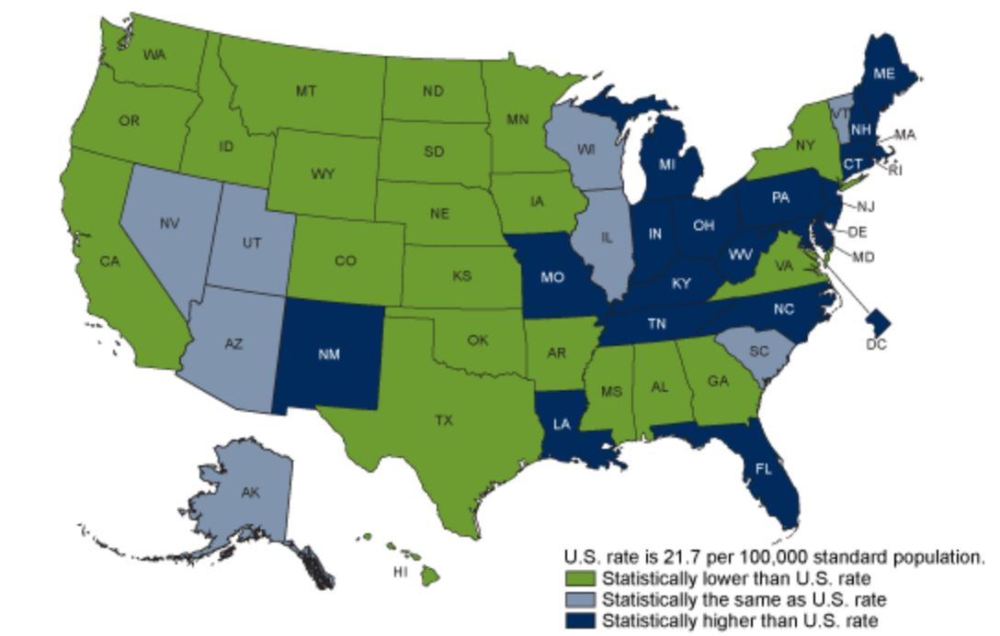 WA
MT
ND
MN
OR
ID
WY
SD
WI
MI
NY
VT
NH
ME
MA
CT
RI
NV
UT
CO
NE
IA
IL
IN
OH
PA
NJ
DE
MD
WV
VA
CA
KS
MO
KY
AZ
NM
OK
AR
TN
NC
DC
SC
TX
LA
MS
AL
GA
FL
AK
HI
U.S. rate is 21.7 per 100,000 standard population.
Statistically lower than U.S. rate
Statistically the same as U.S. rate
Statistically higher than U.S. rate